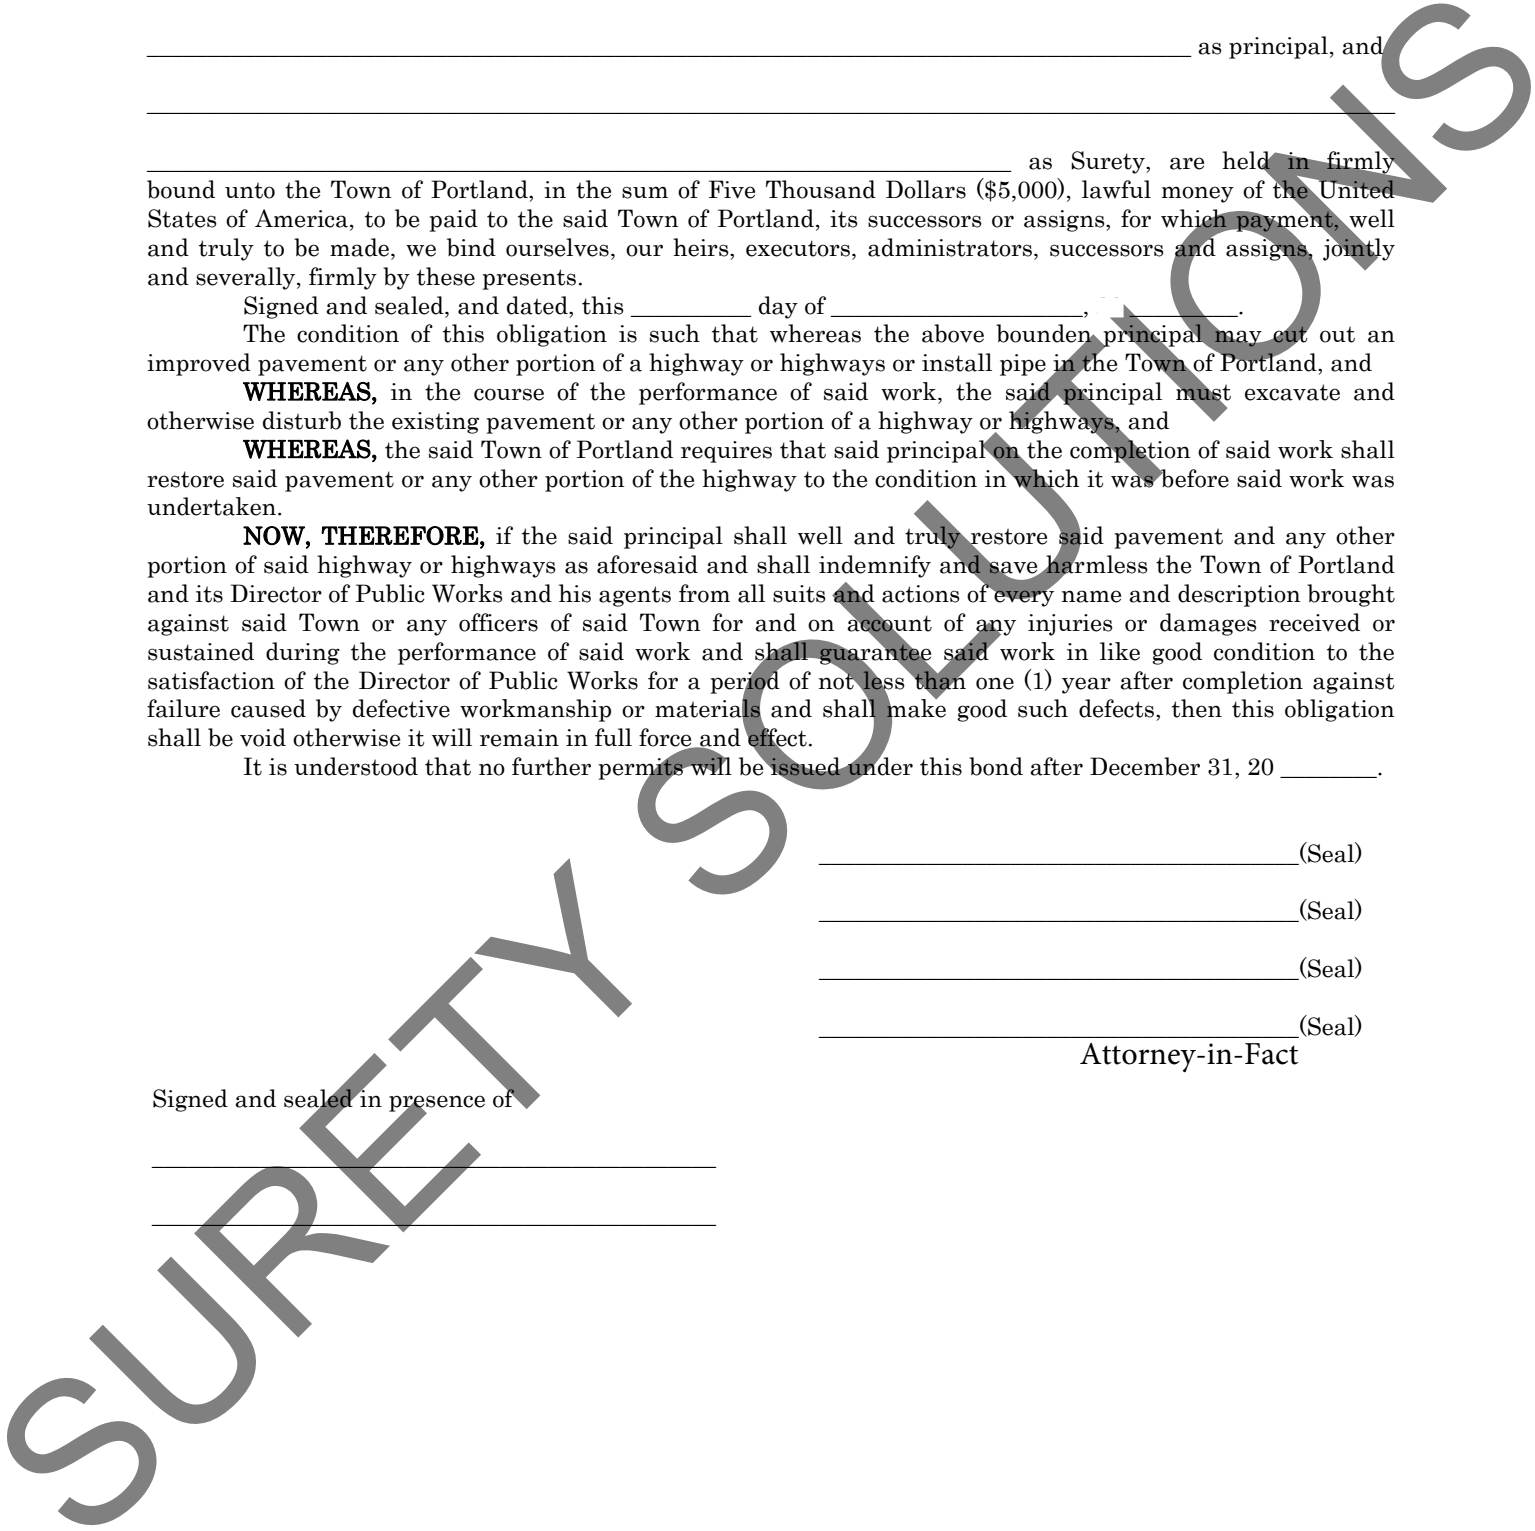 ______________________________ as principal, and
______________________________
______________________________ as Surety, are held in firmly
bound unto the Town of Portland, in the sum of Five Thousand Dollars ($5,000), lawful money of the United
States of America, to be paid to the said Town of Portland, its successors or assigns, for which payment, well
and truly to be made, we bind ourselves, our heirs, executors, administrators, successors and assigns, jointly
and severally, firmly by these presents.
Signed and sealed, and dated, this __________ day of _____________________, _________.
The condition of this obligation is such that whereas the above bounden principal may cut out an
improved pavement or any other portion of a highway or highways or install pipe in the Town of Portland, and
WHEREAS, in the course of the performance of said work, the said principal must excavate and
otherwise disturb the existing pavement or any other portion of a highway or highways, and
WHEREAS, the said Town of Portland requires that said principal on the completion of said work shall
restore said pavement or any other portion of the highway to the condition in which it was before said work was
undertaken.
NOW, THEREFORE, if the said principal shall well and truly restore said pavement and any other
portion of said highway or highways as aforesaid and shall indemnify and save harmless the Town of Portland
and its Director of Public Works and his agents from all suits and actions of every name and description brought
against said Town or any officers of said Town for and on account of any injuries or damages received or
sustained during the performance of said work and shall guarantee said work in like good condition to the
satisfaction of the Director of Public Works for a period of not less than one (1) year after completion against
failure caused by defective workmanship or materials and shall make good such defects, then this obligation
shall be void otherwise it will remain in full force and effect.
It is understood that no further permits will be issued under this bond after December 31, 20 ________.
________________________________________(Seal)
________________________________________(Seal)
________________________________________(Seal)
________________________________________(Seal)
Attorney-in-Fact
Signed and sealed in presence of
______________________________
______________________________
SURETY SOLUTIONS